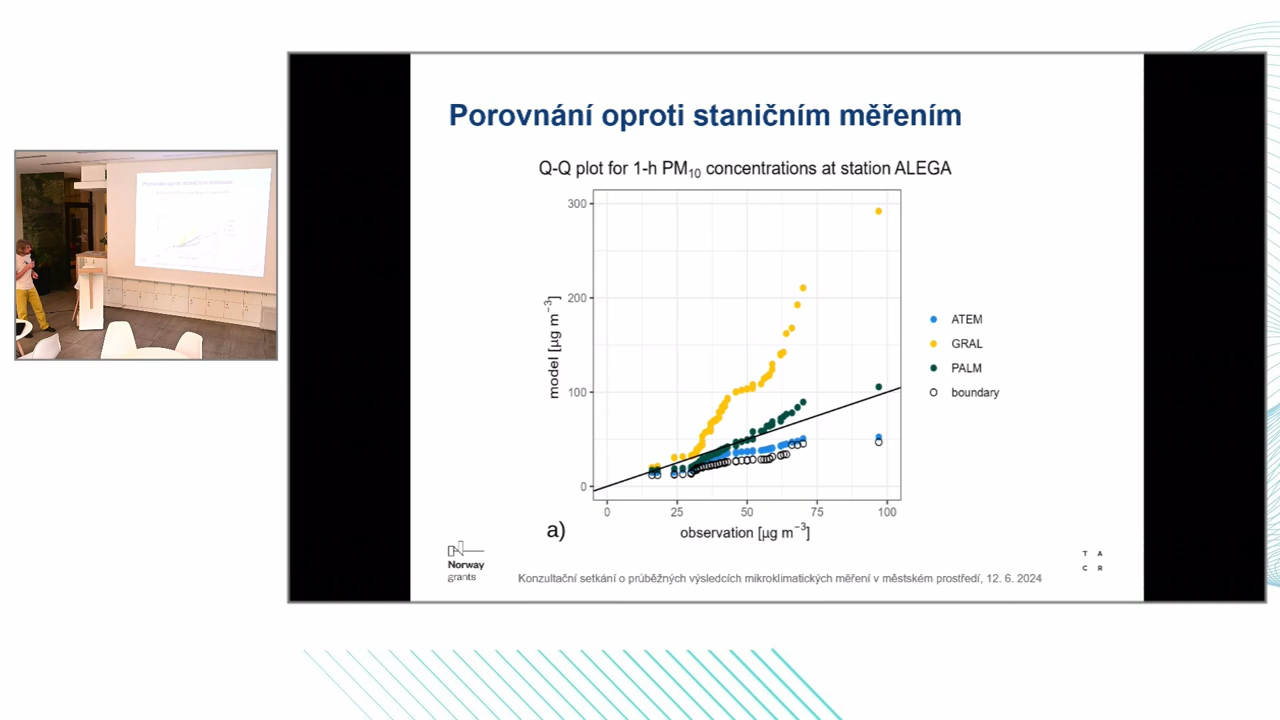 Porovnání oproti staničním měřením
Q-Q plot for 1-h PM₁₀ concentrations at station ALEGA
300
200
100
0
model [µg m⁻³]
0 25 50 75 100
observation [µg m⁻³]
a)
ATEM
GRAL
PALM
boundary
Norway
grants
Konzultační setkání o průběžných výsledcích mikroklimatických měření v městském prostředí, 12. 6. 2024
T A
C R